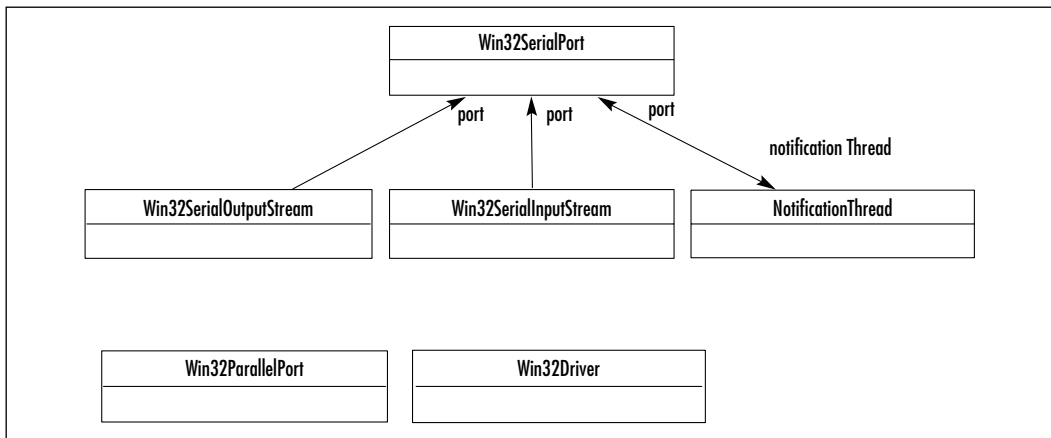 Win32SerialPort
port
port
port
notification Thread
Win32SerialOutputStream
Win32SerialInputStream
NotificationThread
Win32ParallelPort
Win32Driver